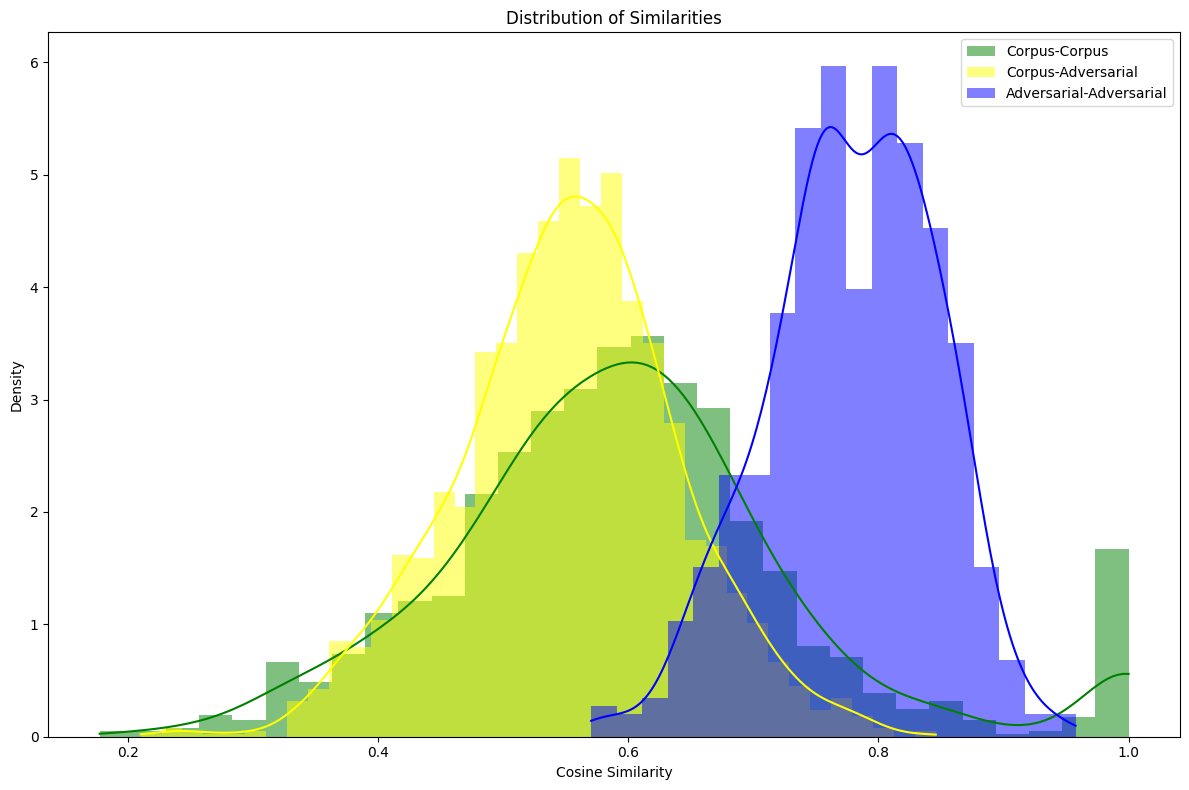 Distribution of Similarities
Corpus-Corpus
Corpus-Adversarial
Adversarial-Adversarial
Density
6
5
4
3
2
1
0
0.2
0.4
0.6
0.8
1.0
Cosine Similarity